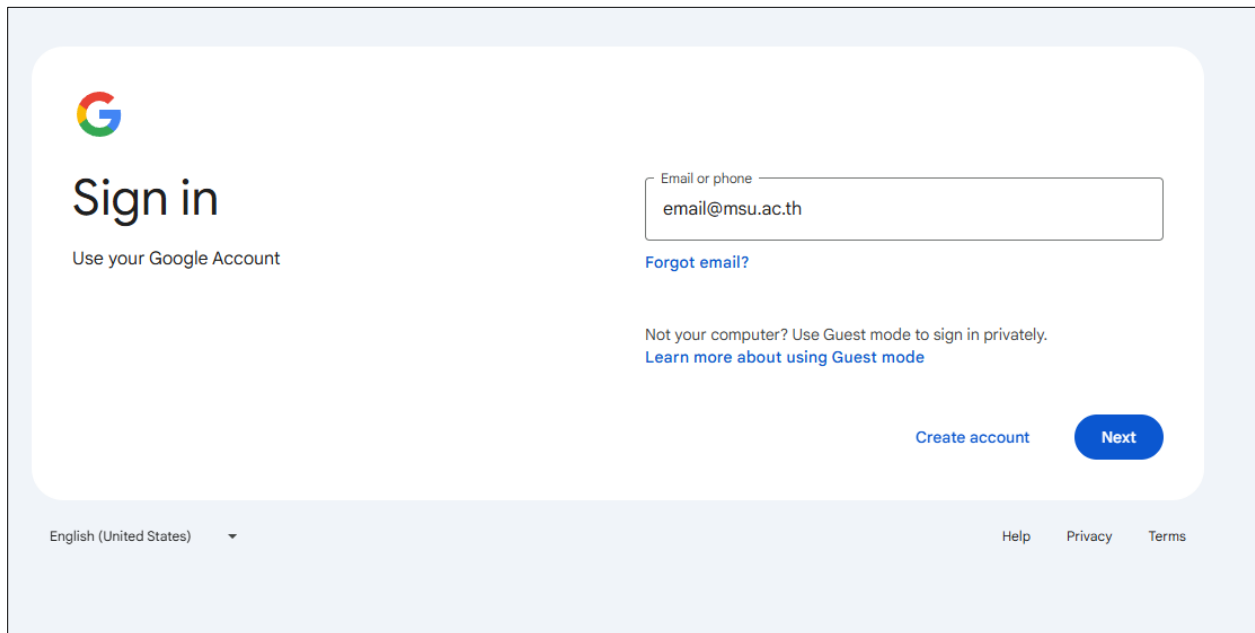 Sign in
Use your Google Account
Email or phone
email@msu.ac.th
Forgot email?
Not your computer? Use Guest mode to sign in privately.
Learn more about using Guest mode
Create account
Next
English (United States)
Help
Privacy
Terms